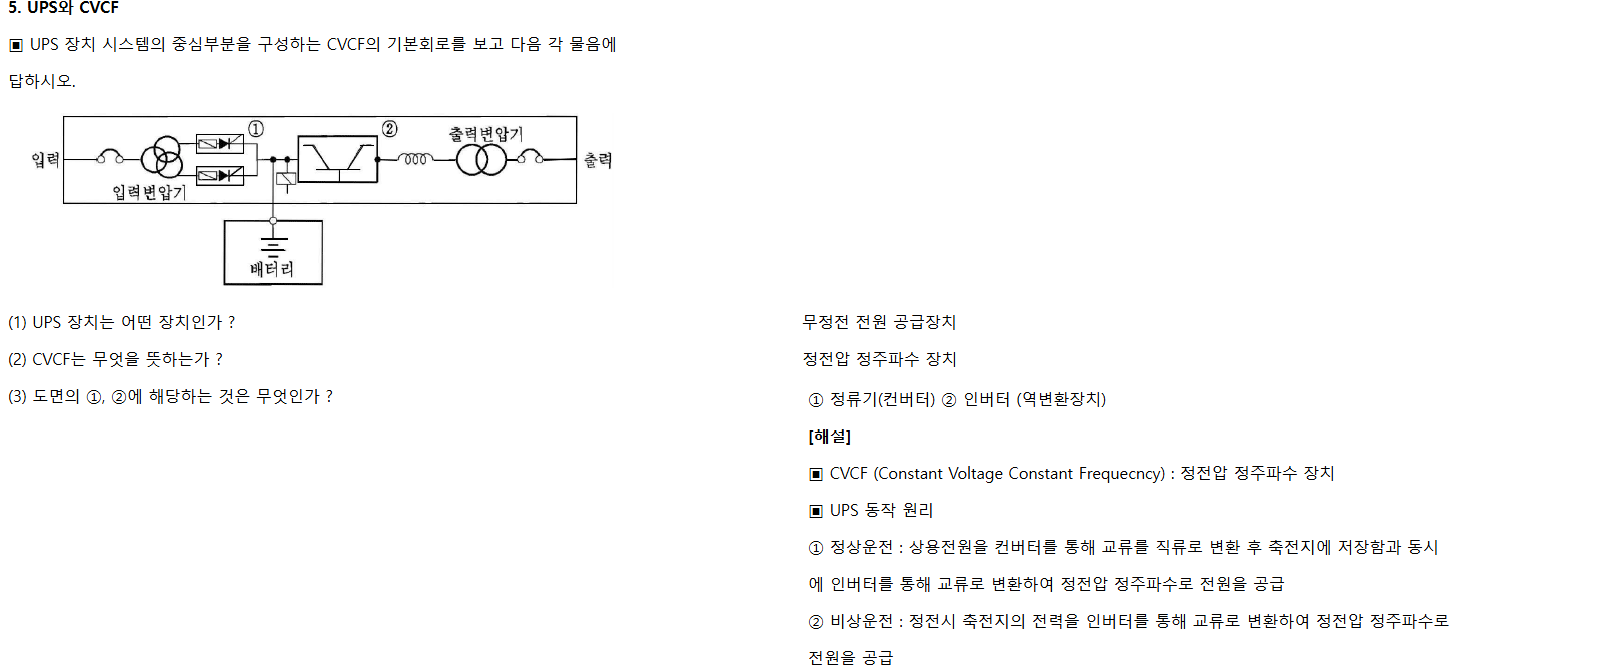 5. UPS와 CVCF
▣ UPS 장치 시스템의 중심부분을 구성하는 CVCF의 기본회로를 보고 다음 각 물음에
답하시오.
①
②
출력변압기
입력
출력
입력변압기
배터리
(1) UPS 장치는 어떤 장치인가 ?
무정전 전원 공급장치
(2) CVCF는 무엇을 뜻하는가 ?
정전압 정주파수 장치
(3) 도면의 ①, ②에 해당하는 것은 무엇인가 ?
① 정류기(컨버터) ② 인버터 (역변환장치)
[해설]
▣ CVCF (Constant Voltage Constant Frequecncy) : 정전압 정주파수 장치
▣ UPS 동작 원리
① 정상운전 : 상용전원을 컨버터를 통해 교류를 직류로 변환 후 축전지에 저장함과 동시
에 인버터를 통해 교류로 변환하여 정전압 정주파수로 전원을 공급
② 비상운전 : 정전시 축전지의 전력을 인버터를 통해 교류로 변환하여 정전압 정주파수로
전원을 공급